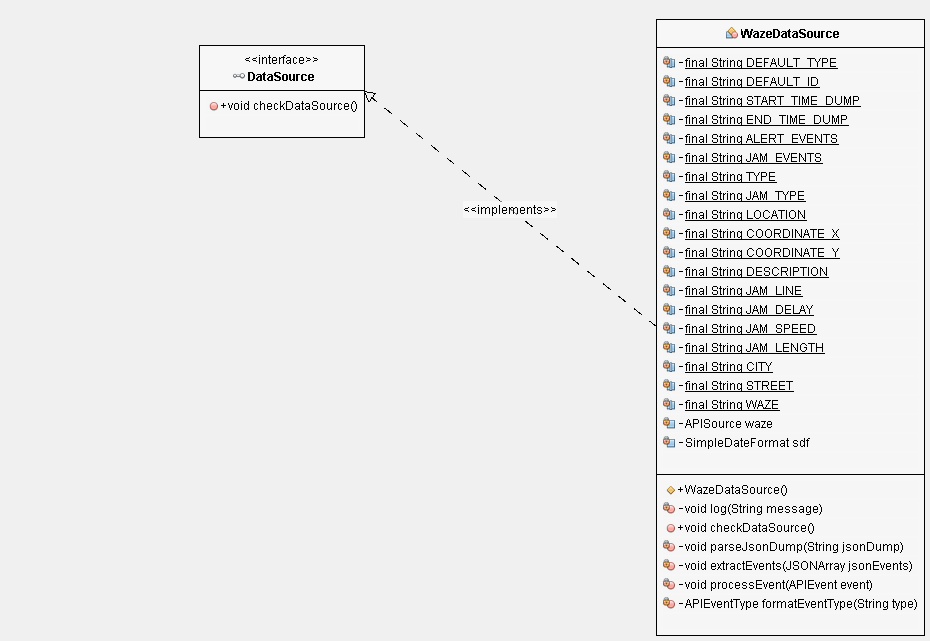 <<interface>>
DataSource
+void checkDataSource()
<<implements>>
WazeDataSource
-final String DEFAULT_TYPE
-final String DEFAULT_ID
-final String START_TIME_DUMP
-final String END_TIME_DUMP
-final String ALERT_EVENTS
-final String JAM_EVENTS
-final String TYPE
-final String JAM_TYPE
-final String LOCATION
-final String COORDINATE_X
-final String COORDINATE_Y
-final String DESCRIPTION
-final String JAM_LINE
-final String JAM_DELAY
-final String JAM_SPEED
-final String JAM_LENGTH
-final String CITY
-final String STREET
-final String WAZE
-APISource waze
-SimpleDateFormat sdf
+WazeDataSource()
-void log(String message)
+void checkDataSource()
-void parseJsonDump(String jsonDump)
-void extractEvents(JSONArray jsonEvents)
-void processEvent(APIEvent event)
-APIEventType formatEventType(String type)